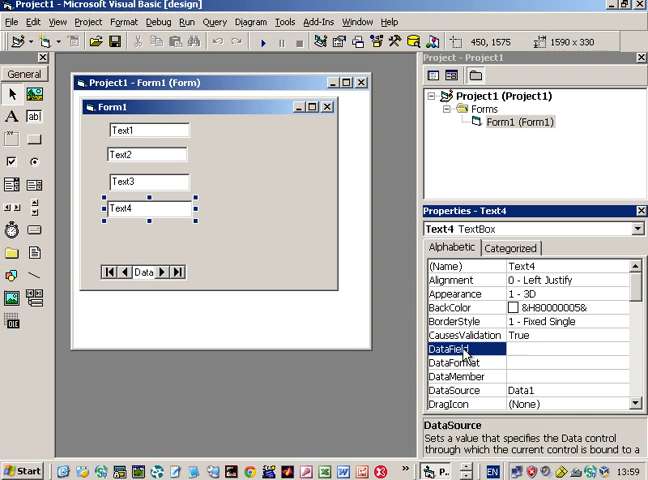 Project1 - Microsoft Visual Basic [design]
File Edit View Project Format Debug Run Query Diagram Tools Add-Ins Window Help
450, 1575 1590 x 330
General
Project1 - Form1 (Form)
Form1
Text1
Text2
Text3
Text4
Data
Project - Project1
Project1 (Project1)
Forms
Form1 (Form1)
Properties - Text4
Text4 TextBox
Alphabetic Categorized
(Name) Text4
Alignment 0 - Left Justify
Appearance 1 - 3D
BackColor &H80000005&
BorderStyle 1 - Fixed Single
CausesValidation True
DataField
DataFormat
DataMember
DataSource Data1
DragIcon (None)
DataSource
Sets a value that specifies the Data control
through which the current control is bound to a
Start P.. EN 13:59